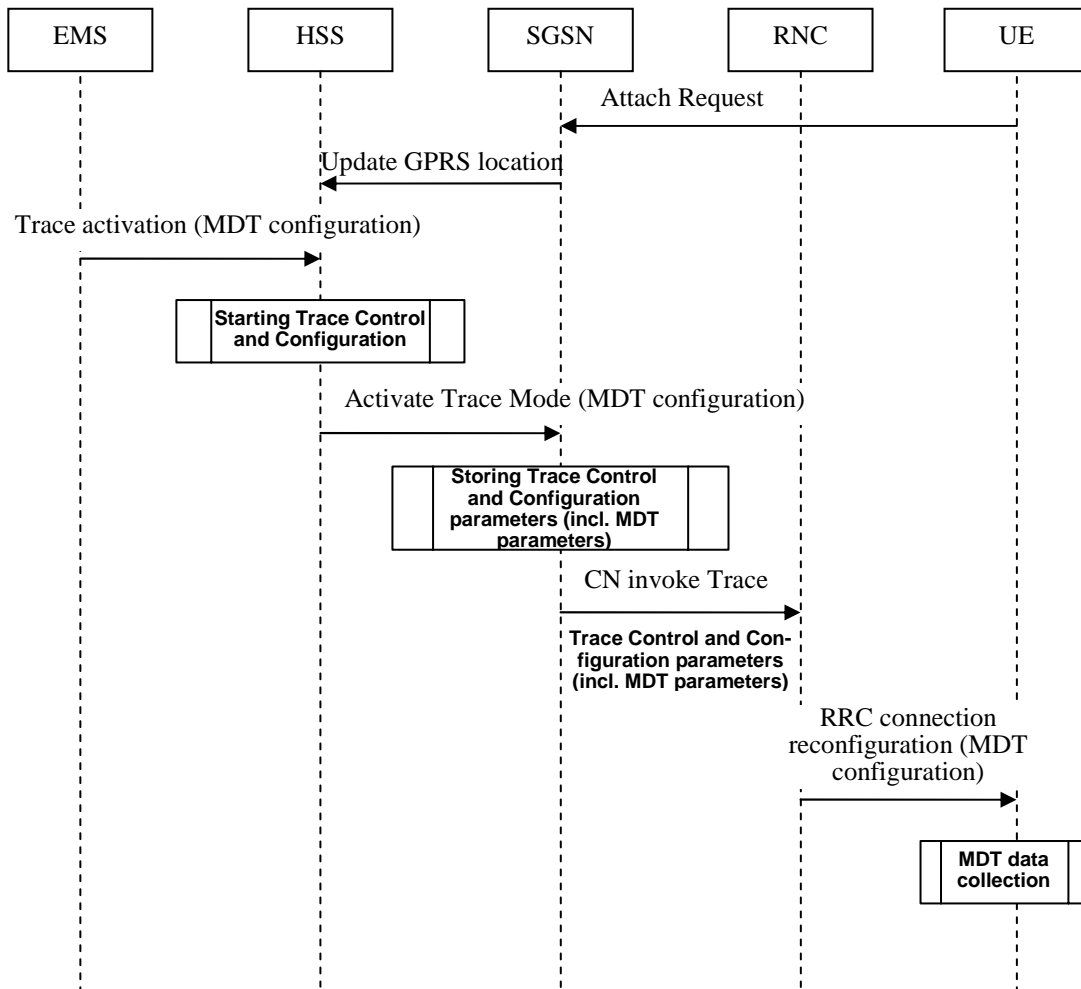 EMS
HSS
SGSN
RNC
UE
Attach Request
Update GPRS location
Trace activation (MDT configuration)
Starting Trace Control
and Configuration
Activate Trace Mode (MDT configuration)
Storing Trace Control
and Configuration
parameters (incl. MDT
parameters)
CN invoke Trace
Trace Control and Con-
figuration parameters
(incl. MDT parameters)
RRC connection
reconfiguration (MDT
configuration)
MDT data
collection